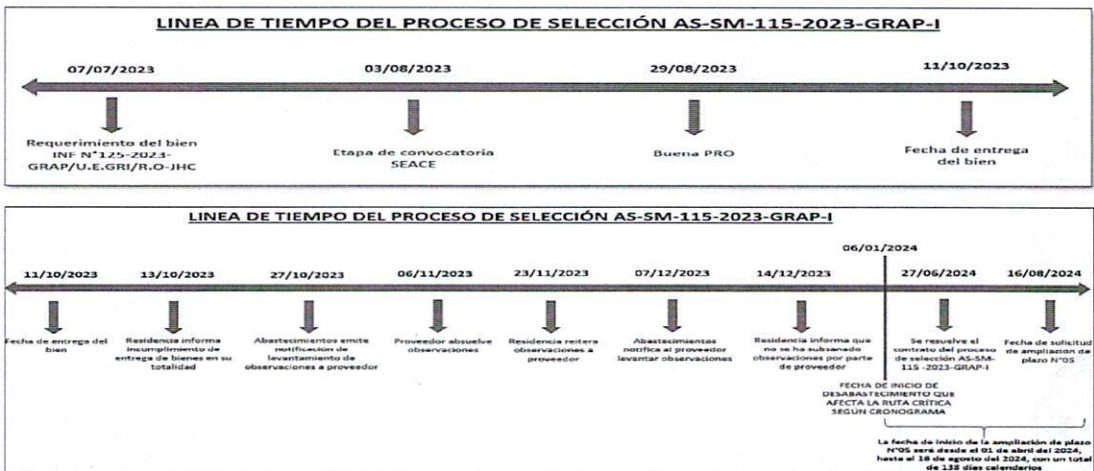 LINEA DE TIEMPO DEL PROCESO DE SELECCIÓN AS-SM-115-2023-GRAP-I
07/07/2023
03/08/2023
29/08/2023
11/10/2023
Requerimiento del bien
INF N°125-2023-
GRAP/U.E.GRI/R.O-JHC
Etapa de convocatoria
SEACE
Buena PRO
Fecha de entrega
del bien
LINEA DE TIEMPO DEL PROCESO DE SELECCIÓN AS-SM-115-2023-GRAP-I
06/01/2024
11/10/2023
13/10/2023
27/10/2023
06/11/2023
23/11/2023
07/12/2023
14/12/2023
27/06/2024
16/08/2024
Fecha de entrega del
bien
Residencia informa
incumplimiento de
entrega de bienes en su
totalidad
Abastecimientos emite
notificación de
levantamiento de
observaciones a proveedor
Proveedor absuelve
observaciones
Residencia reitera
observaciones a
proveedor
Abastecimientos
notifica al proveedor
levantar observaciones
Residencia informa que
no se ha subsanado
observaciones por parte
de proveedor
Se resuelve el
contrato del proceso
de selección AS-SM-
115 -2023-GRAP-I
Fecha de solicitud
de ampliación de
plazo N°05
FECHA DE INICIO DE
DESABASTECIMIENTO QUE
AFECTA LA RUTA CRÍTICA
SEGÚN CRONOGRAMA
La fecha de inicio de la ampliación de plazo
N°05 será desde el 01 de abril del 2024,
hasta el 16 de agosto del 2024, con un total
de 138 días calendarios